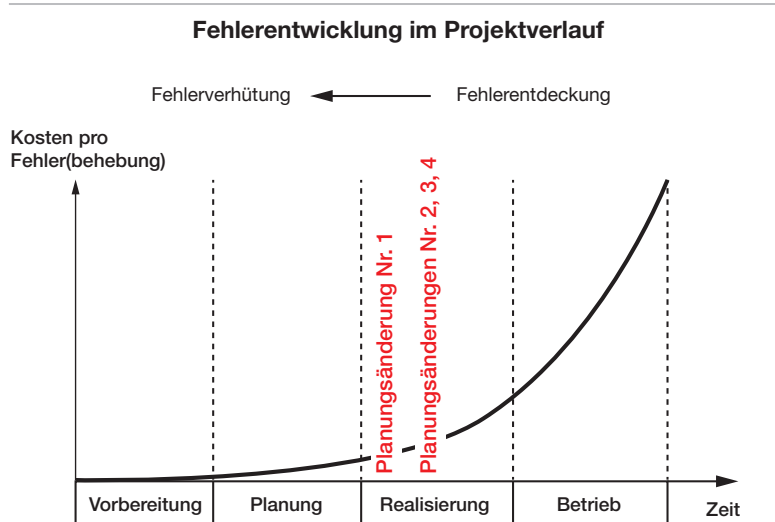 Fehlerentwicklung im Projektverlauf
Fehlerverhütung
Fehlerentdeckung
Kosten pro
Fehler(behebung)
Planungsänderung Nr. 1
Planungsänderungen Nr. 2, 3, 4
Vorbereitung
Planung
Realisierung
Betrieb
Zeit